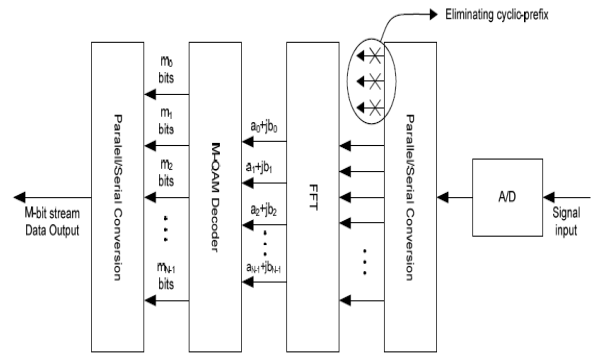 Eliminating cyclic-prefix
Paralell/Serial Conversion
m0
bits
m1
bits
m2
bits
mN-1
bits
M-QAM Decoder
a0+jb0
a1+jb1
a2+jb2
aN-1+jbN-1
FFT
Parallel/Serial Conversion
A/D
Signal
input
M-bit stream
Data Output